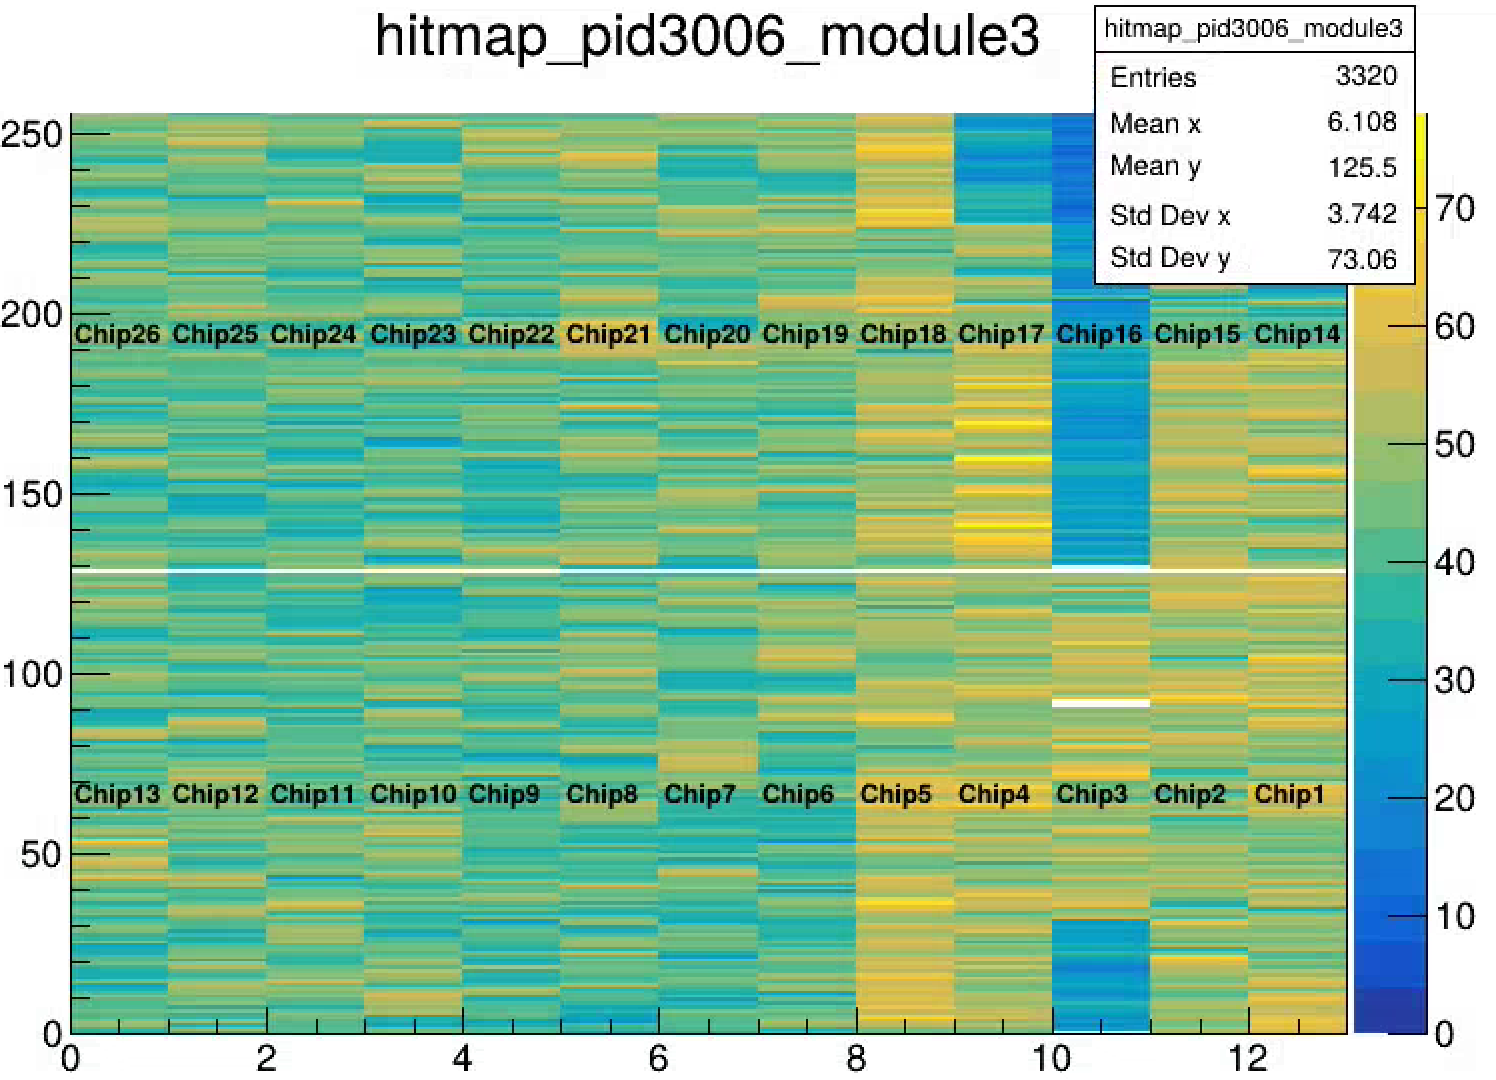 hitmap_pid3006_module3
hitmap_pid3006_module3
Entries 3320
Mean x 6.108
Mean y 125.5
Std Dev x 3.742
Std Dev y 73.06
250
200
150
100
50
0
Chip26 Chip25 Chip24 Chip23 Chip22 Chip21 Chip20 Chip19 Chip18 Chip17 Chip16 Chip15 Chip14
Chip13 Chip12 Chip11 Chip10 Chip9 Chip8 Chip7 Chip6 Chip5 Chip4 Chip3 Chip2 Chip1
0 2 4 6 8 10 12
70
60
50
40
30
20
10
0